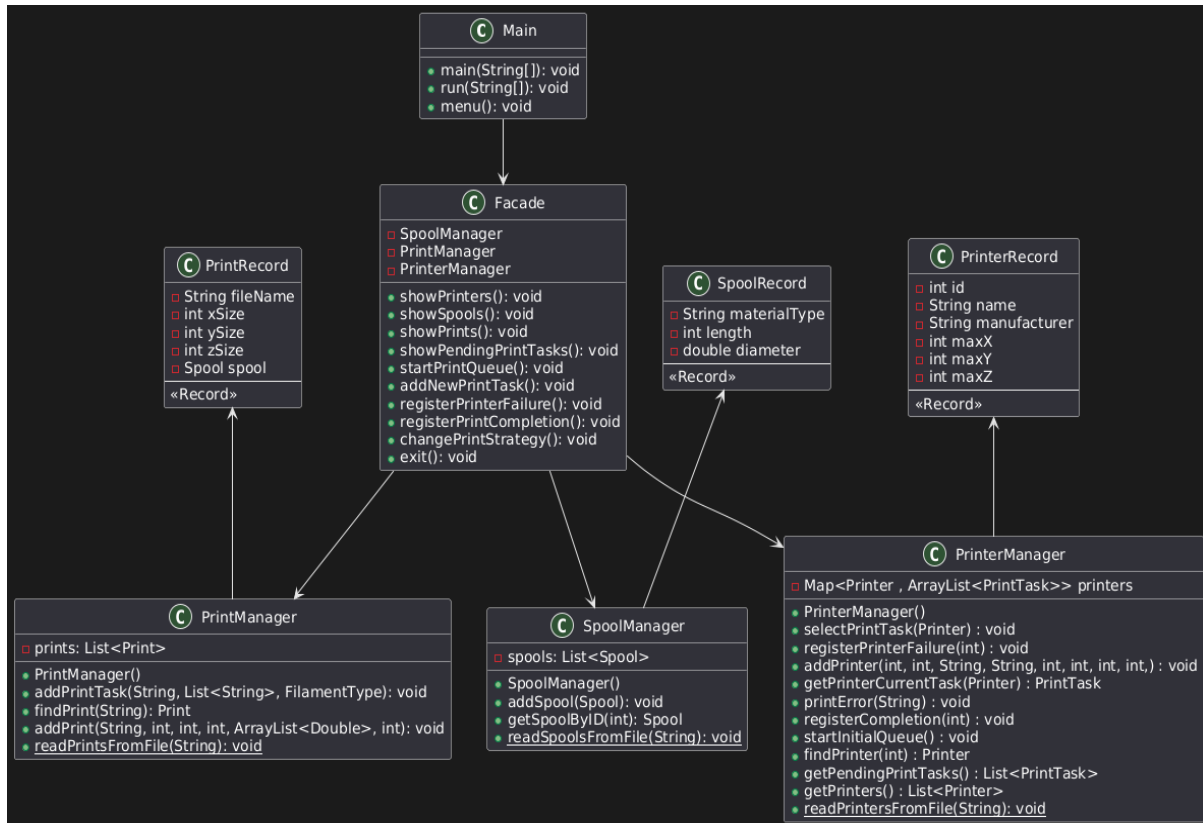 C Main
main(String[]): void
run(String[]): void
menu(): void
C Facade
SpoolManager
PrintManager
PrinterManager
showPrinters(): void
showSpools(): void
showPrints(): void
showPendingPrintTasks(): void
startPrintQueue(): void
addNewPrintTask(): void
registerPrinterFailure(): void
registerPrintCompletion(): void
changePrintStrategy(): void
exit(): void
C PrintRecord
String fileName
int xSize
int ySize
int zSize
Spool spool
«Record»
C SpoolRecord
String materialType
int length
double diameter
«Record»
C PrinterRecord
int id
String name
String manufacturer
int maxX
int maxY
int maxZ
«Record»
C PrintManager
prints: List<Print>
PrintManager()
addPrintTask(String, List<String>, FilamentType): void
findPrint(String): Print
addPrint(String, int, int, int, ArrayList<Double>, int): void
readPrintsFromFile(String): void
C SpoolManager
spools: List<Spool>
SpoolManager()
addSpool(Spool): void
getSpoolByID(int): Spool
readSpoolsFromFile(String): void
C PrinterManager
Map<Printer , ArrayList<PrintTask>> printers
PrinterManager()
selectPrintTask(Printer) : void
registerPrinterFailure(int) : void
addPrinter(int, int, String, String, int, int, int, int,) : void
getPrinterCurrentTask(Printer) : PrintTask
printError(String) : void
registerCompletion(int) : void
startInitialQueue() : void
findPrinter(int) : Printer
getPendingPrintTasks() : List<PrintTask>
getPrinters() : List<Printer>
readPrintersFromFile(String): void